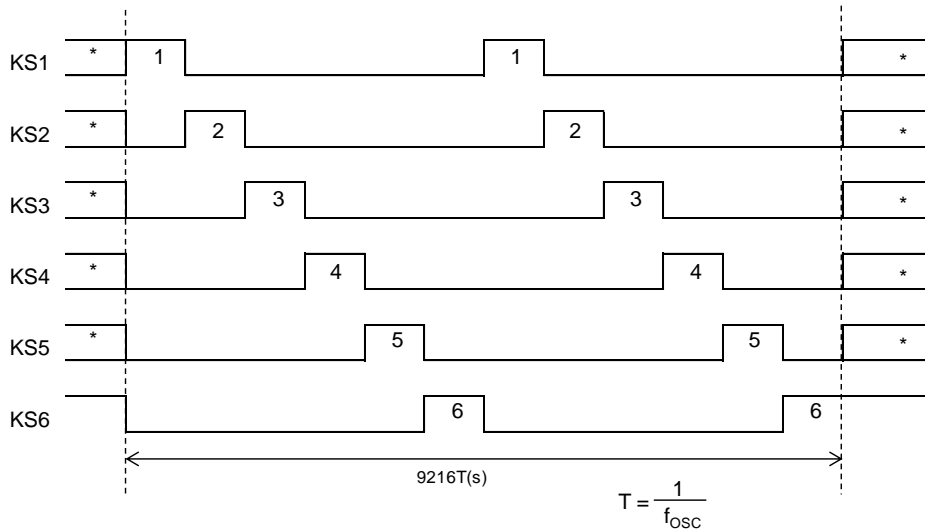 KS1 * 1 1 *
KS2 * 2 2 *
KS3 * 3 3 *
KS4 * 4 4 *
KS5 * 5 5 *
KS6 6 6
9216T(s)
T = 1 / fOSC